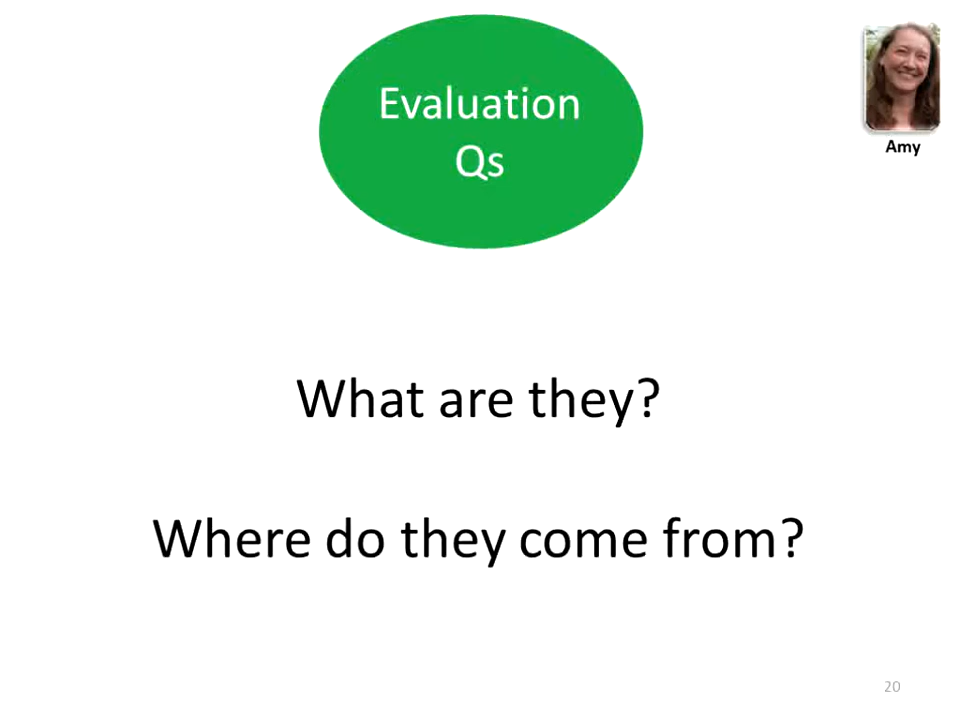 Evaluation
Qs
Amy
What are they?
Where do they come from?
20